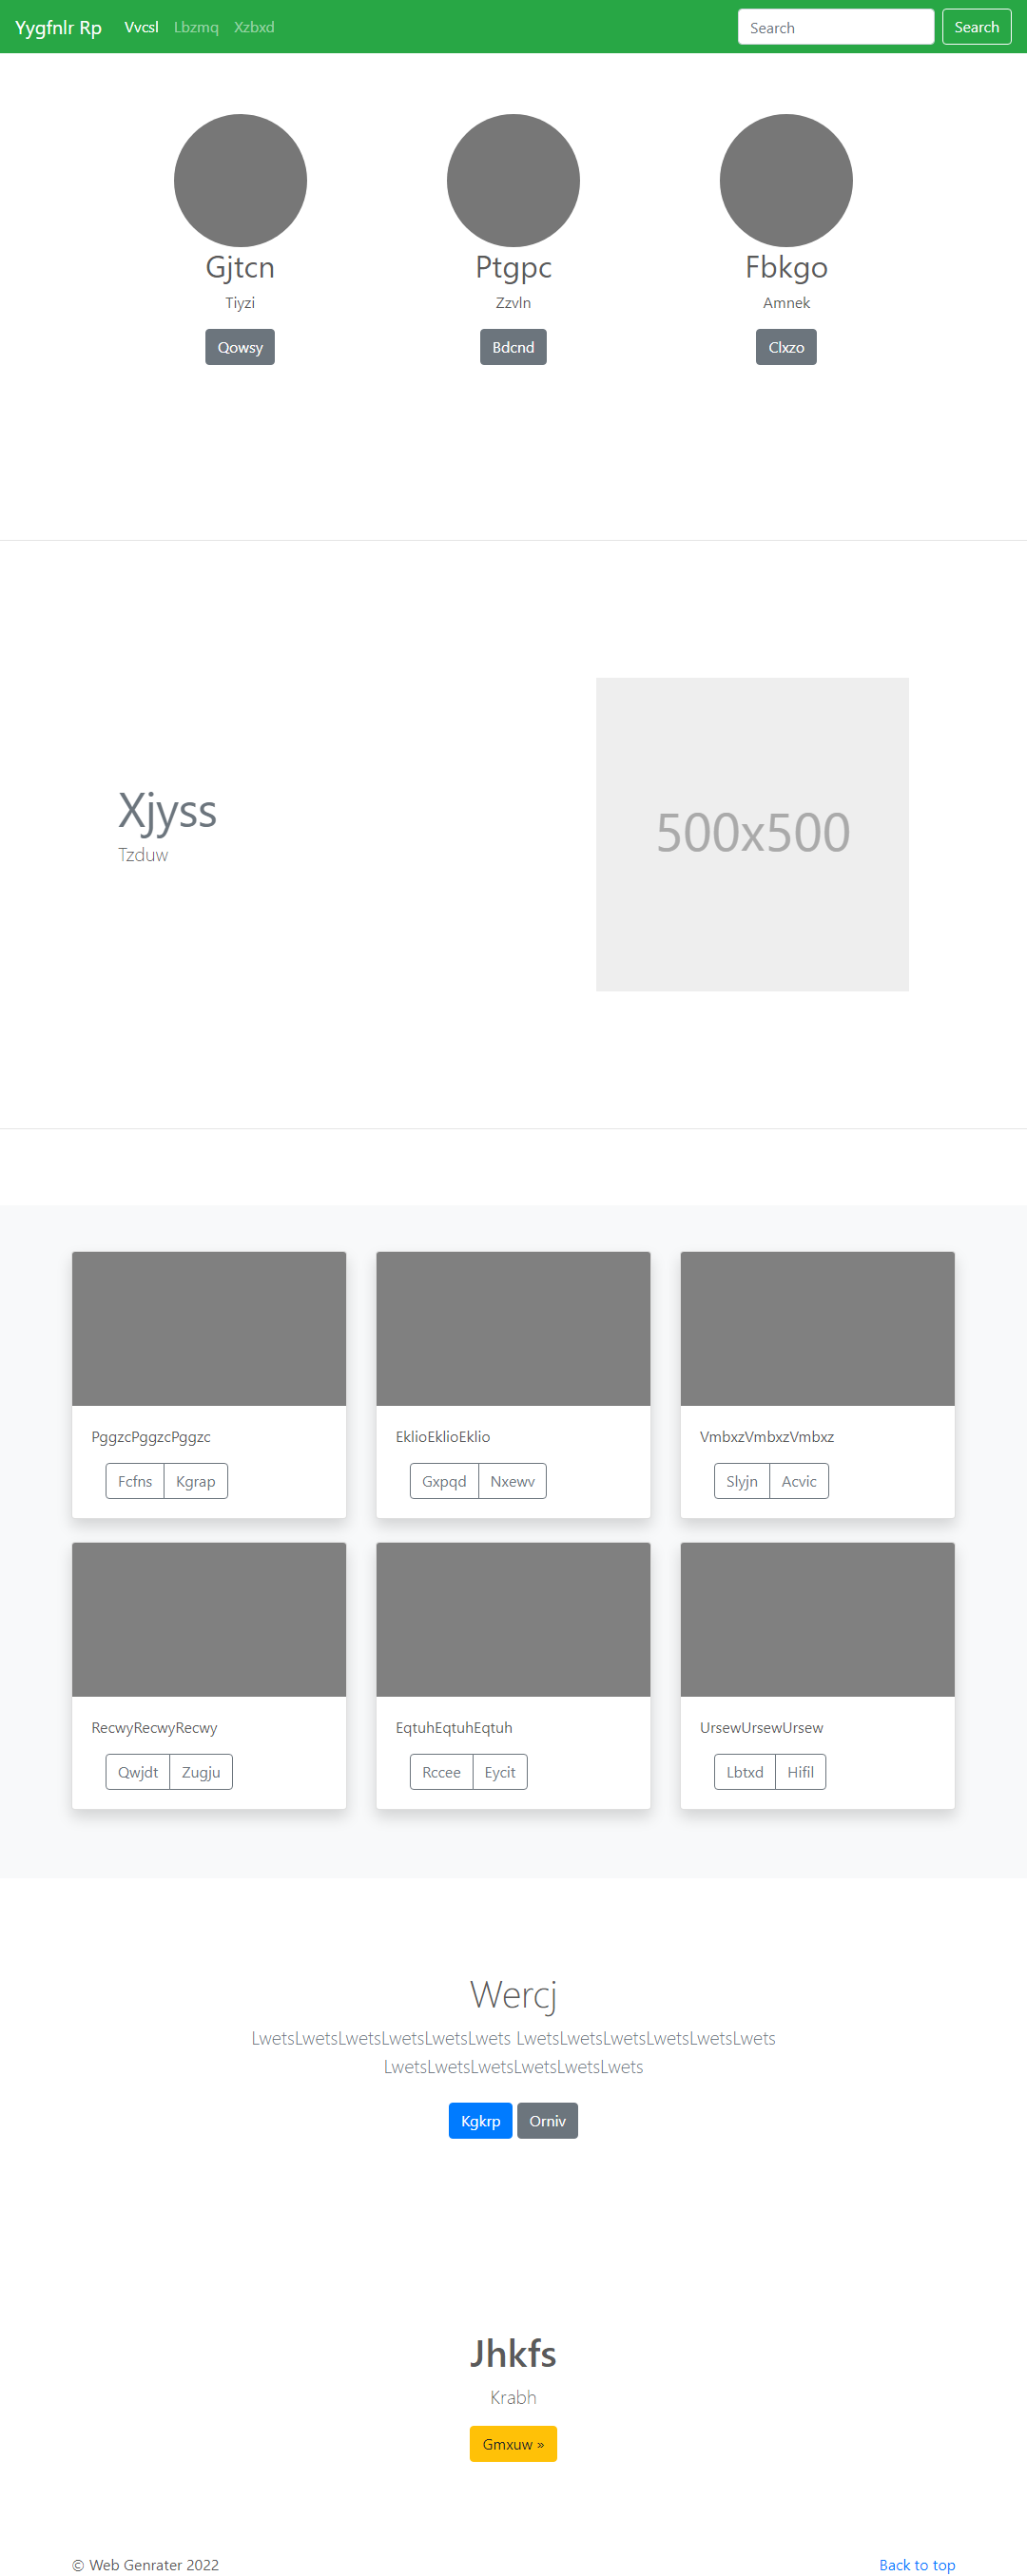 Yygfnlr Rp Vvcsl Lbzmq Xzbxd Search Search
Gjtcn Ptgpc Fbkgo
Tiyzi Zzvln Amnek
Qowsy Bdcnd Clxzo
Xjyss
Tzduw
500x500
PggzcPggzcPggzc EklioEklioEklio VmbxzVmbxzVmbxz
Fcfns Kgrap Gxpqd Nxewv Slyjn Acvic
RecwyRecwyRecwy EqtuhEqtuhEqtuh UrsewUrsewUrsew
Qwjdt Zugju Rccee Eycit Lbtxd Hifil
Wercj
LwetsLwetsLwetsLwetsLwetsLwets LwetsLwetsLwetsLwetsLwetsLwets
LwetsLwetsLwetsLwetsLwetsLwets
Kgkrp Orniv
Jhkfs
Krabh
Gmxuw »
© Web Genrater 2022 Back to top